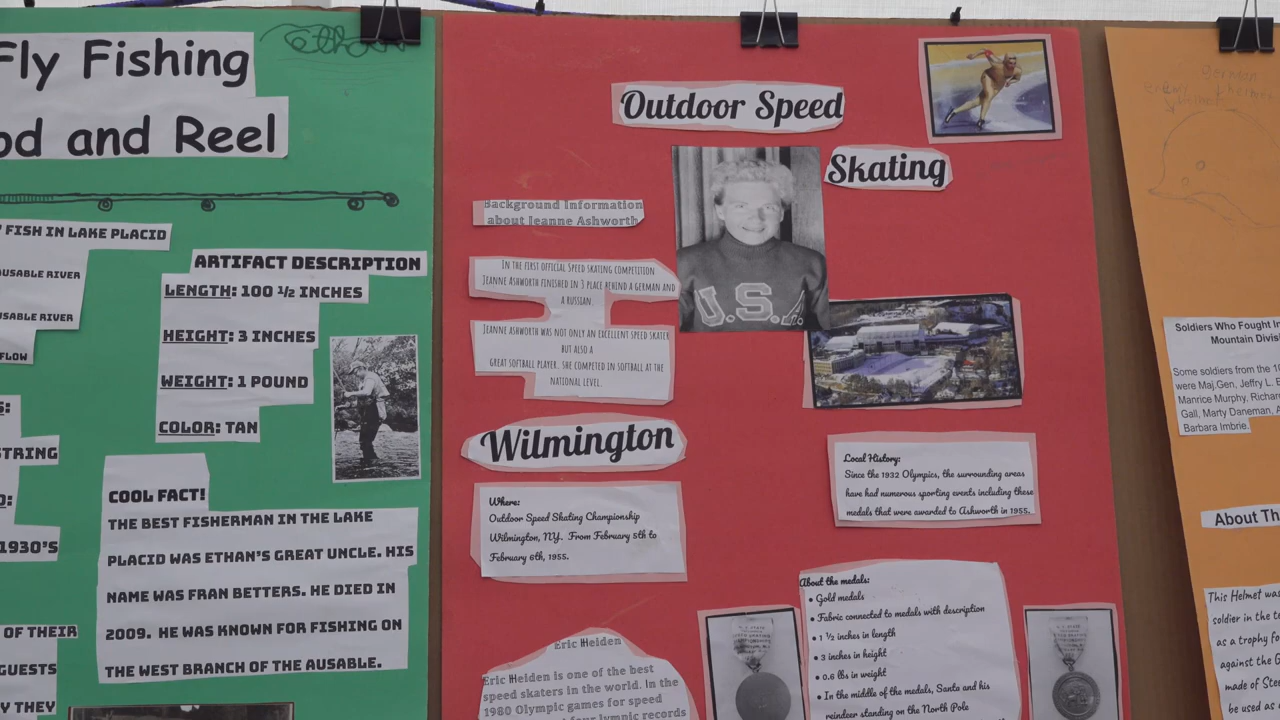 Fly Fishing
od and Reel
Ethan
FISH IN LAKE PLACID
AUSABLE RIVER
AUSABLE RIVER
FLOW
STRING
1930'S
OF THEIR
GUESTS
THEY
ARTIFACT DESCRIPTION
LENGTH: 100 ½ INCHES
HEIGHT: 3 INCHES
WEIGHT: 1 POUND
COLOR: TAN
COOL FACT!
THE BEST FISHERMAN IN THE LAKE
PLACID WAS ETHAN'S GREAT UNCLE. HIS
NAME WAS FRAN BETTERS. HE DIED IN
2009. HE WAS KNOWN FOR FISHING ON
THE WEST BRANCH OF THE AUSABLE.
Outdoor Speed
Skating
Background Information
about Jeanne Ashworth
In the first official Speed skating competition
Jeanne Ashworth finished in 3 place behind a German and
a Russian.
Jeanne Ashworth was not only an excellent speed skater
but also a
great softball player. She competed in softball at the
national level.
U.S.A
Wilmington
Where:
Outdoor Speed Skating Championship
Wilmington, NY. From February 5th to
February 6th, 1955.
Local History:
Since the 1932 Olympics, the surrounding areas
have had numerous sporting events including these
medals that were awarded to Ashworth in 1955.
About the medals:
• Gold medals
• Fabric connected to medals with description
• 1 ½ inches in length
• 3 inches in height
• 0.6 lbs in weight
• In the middle of the medals, Santa and his
reindeer standing on the North Pole
Eric Heiden
Eric Heiden is one of the best
speed skaters in the world. In the
1980 Olympic games for speed
lympic records
German
helmet
Soldiers Who Fought In
Mountain Divisi
Some soldiers from the 10
were Maj.Gen, Jeffry L. B
Manrice Murphy, Richar
Gall, Marty Daneman, A
Barbara Imbrie.
About Th
This Helmet was
soldier in the te
as a trophy fo
against the G
made of Stee
be used as